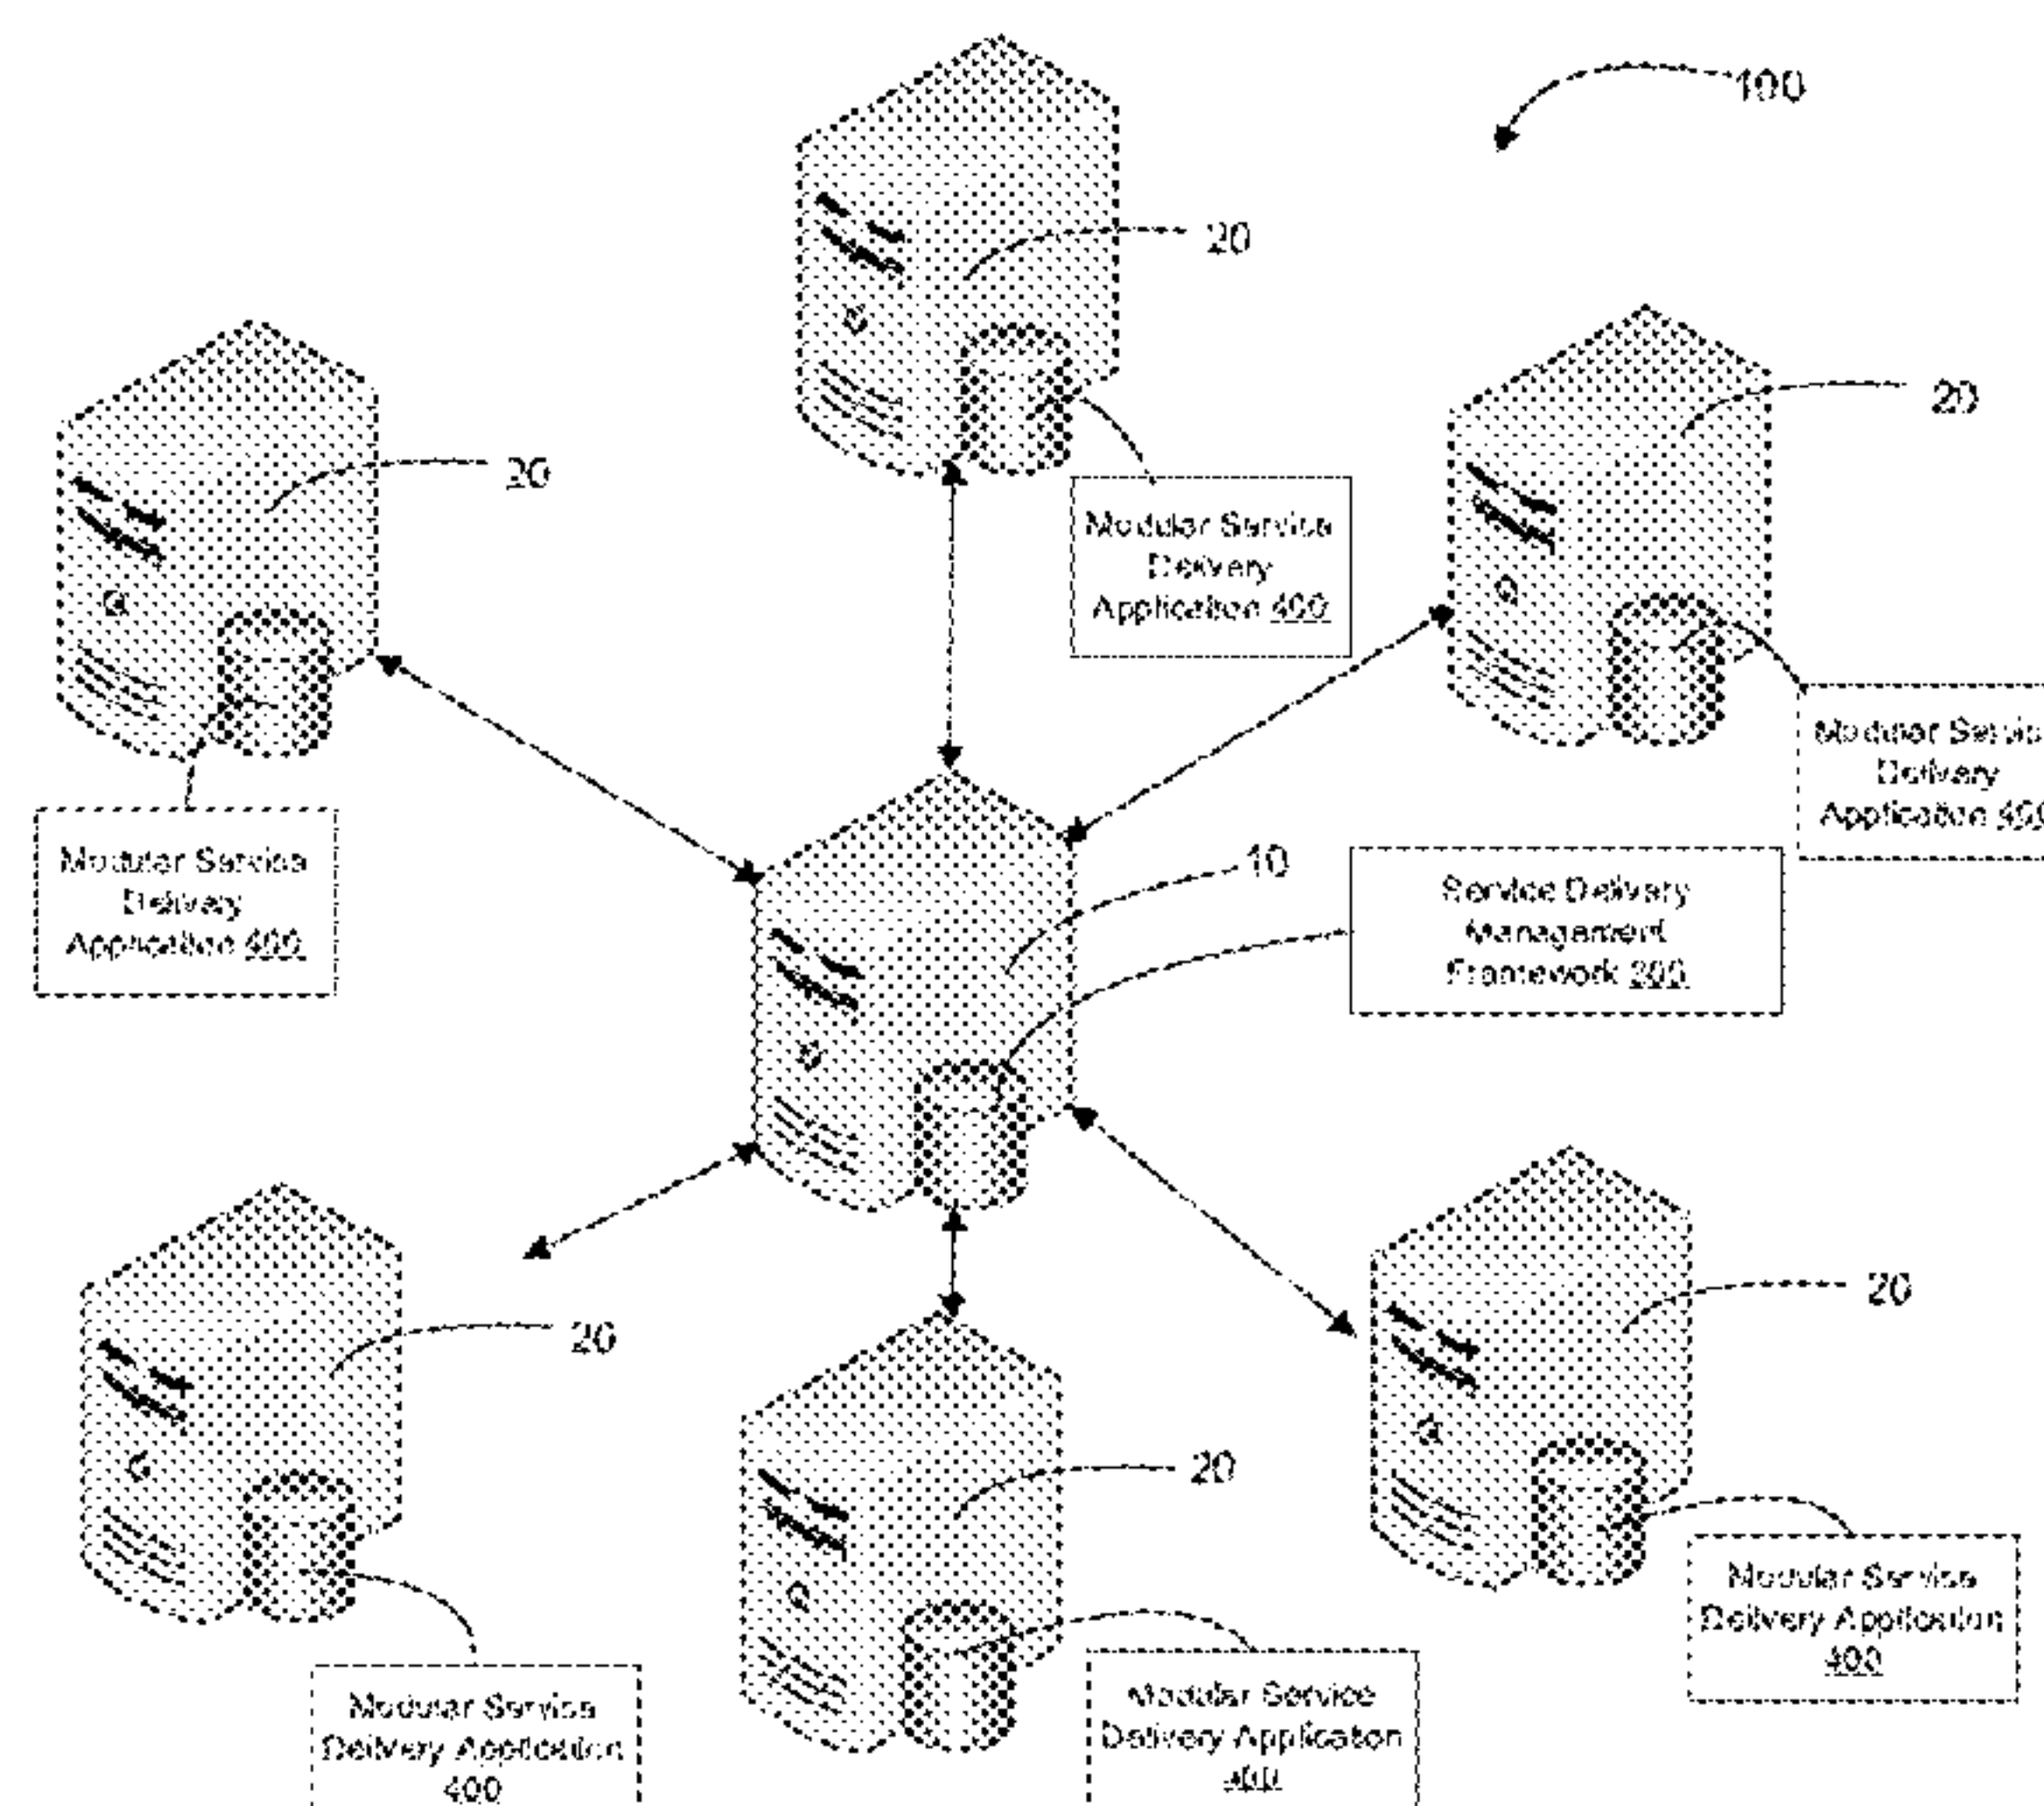 100
20
20
20
Modular Service
Delivery
Application 400
Modular Servic
Delivery
Application 400
Modular Service
Delivery
Application 400
10
Service Delivery
Management
Framework
20
20
20
Modular Service
Delivery Application
400
Modular Service
Delivery Application
400
Modular Service
Delivery Application
400